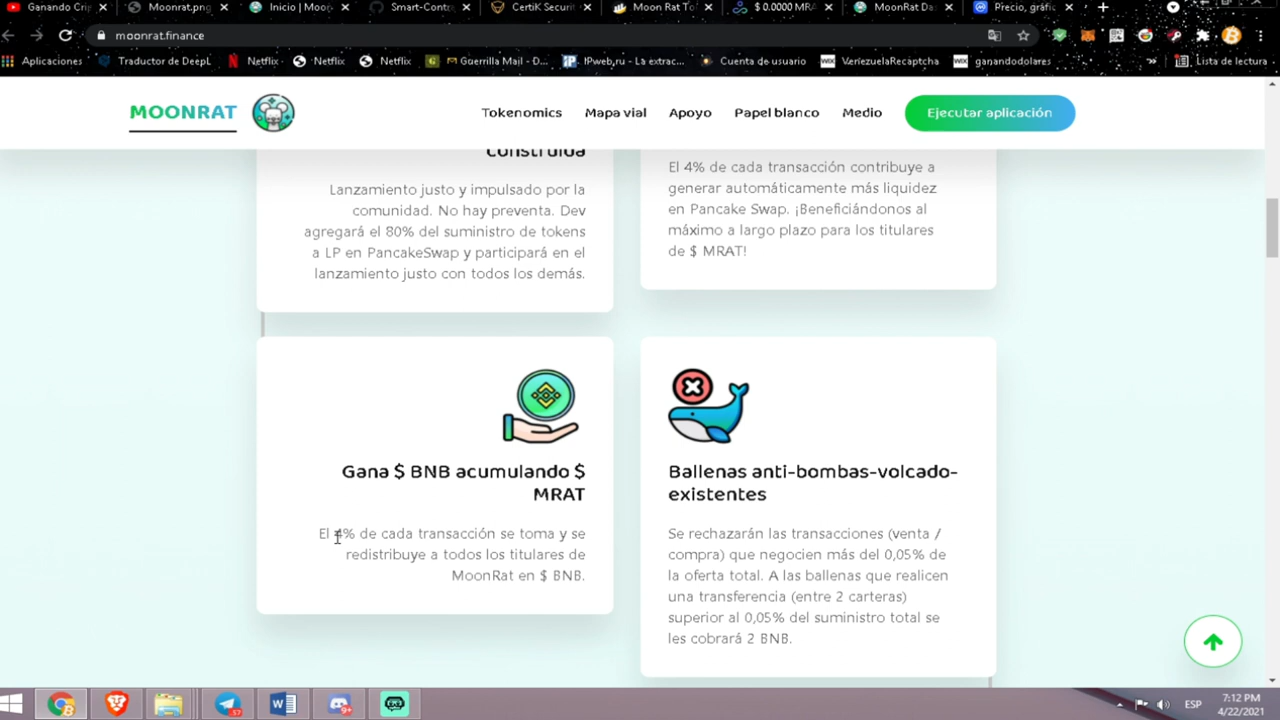 Ganando Crip
Moonrat.png
Inicio | Mooc
Smart-Contr
CertiK Securit
Moon Rat To
$ 0.0000 MRA
MoonRat Da
Precio, gráfic
moonrat.finance
Aplicaciones
Traductor de DeepL
Netflix
Netflix
Netflix
Guerrilla Mail - D...
IPweb,ru - La extrac...
Cuenta de usuario
VenezuelaRecaptcha
ganandodolares
Lista de lectura
MOONRAT
Tokenomics
Mapa vial
Apoyo
Papel blanco
Medio
Ejecutar aplicación
construida
Lanzamiento justo y impulsado por la
comunidad. No hay preventa. Dev
agregará el 80% del suministro de tokens
a LP en PancakeSwap y participará en el
lanzamiento justo con todos los demás.
El 4% de cada transacción contribuye a
generar automáticamente más liquidez
en Pancake Swap. ¡Beneficiándonos al
máximo a largo plazo para los titulares
de $ MRAT!
Gana $ BNB acumulando $
MRAT
El 4% de cada transacción se toma y se
redistribuye a todos los titulares de
MoonRat en $ BNB.
Ballenas anti-bombas-volcado-
existentes
Se rechazarán las transacciones (venta /
compra) que negocien más del 0,05% de
la oferta total. A las ballenas que realicen
una transferencia (entre 2 carteras)
superior al 0,05% del suministro total se
les cobrará 2 BNB.
ESP
7:12 PM
4/22/2021